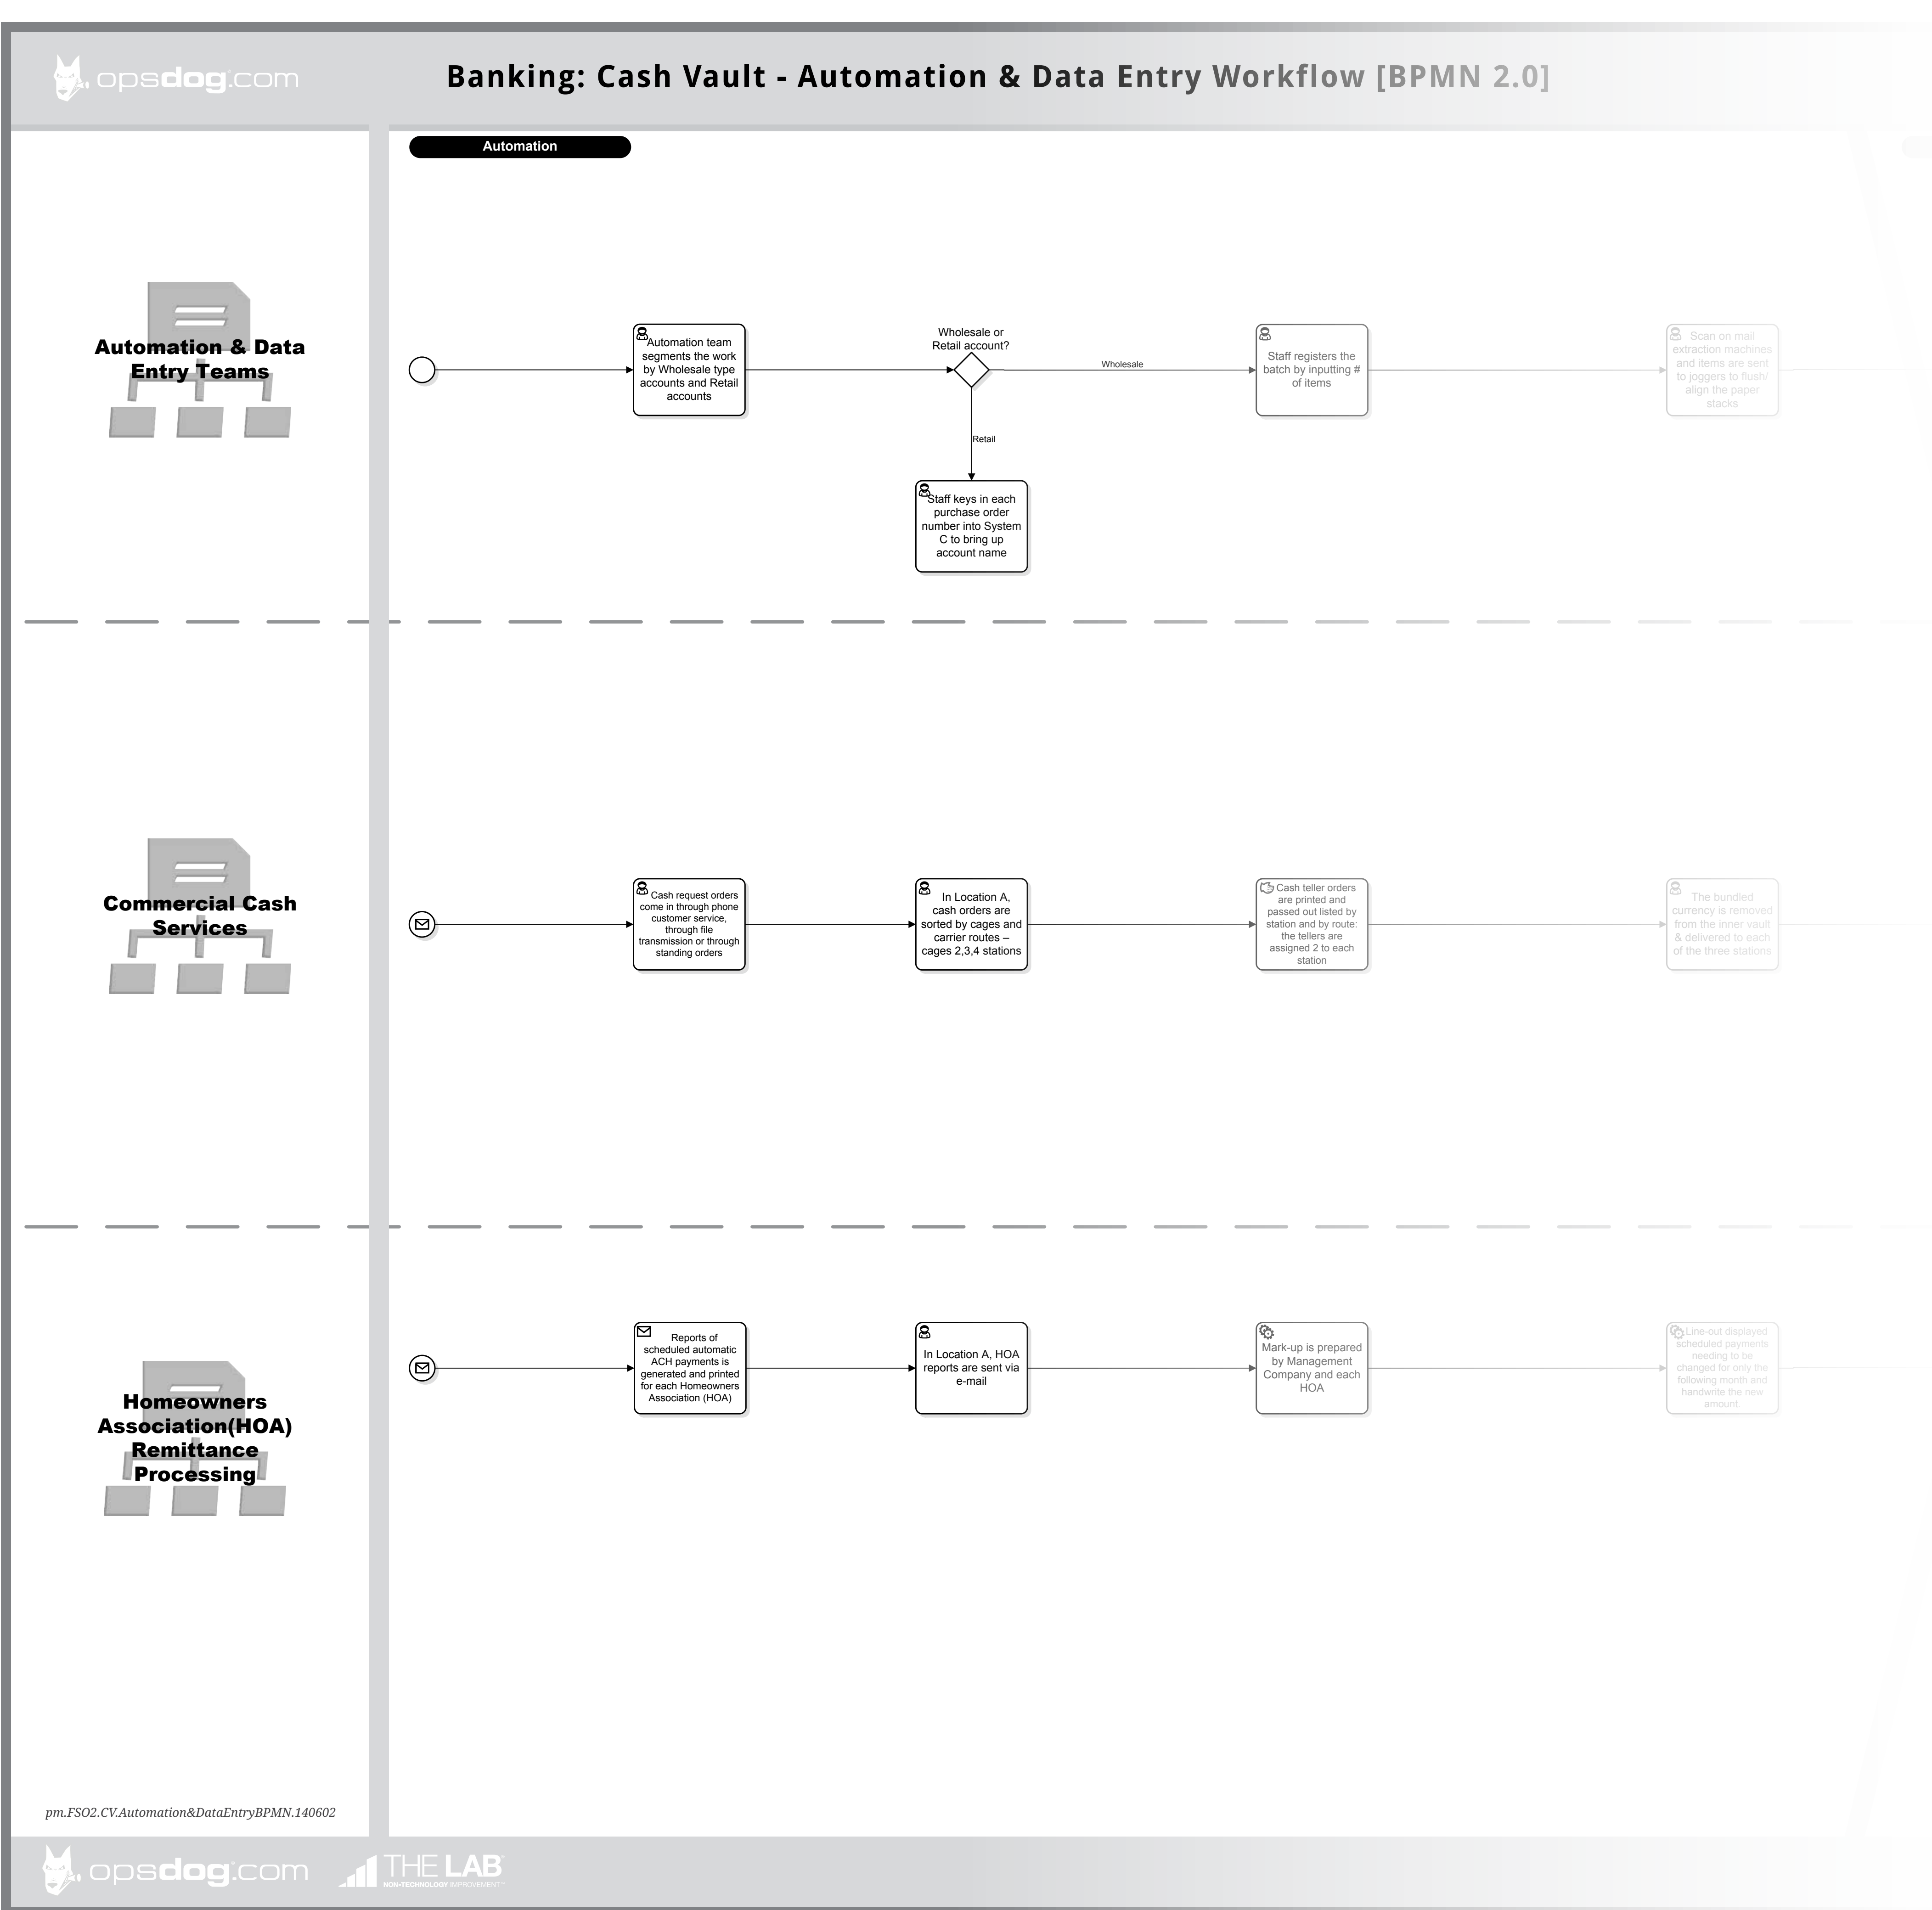 opsdog.com
Banking: Cash Vault - Automation & Data Entry Workflow [BPMN 2.0]
Automation
Automation & Data
Entry Teams
Automation team
segments the work
by Wholesale type
accounts and Retail
accounts
Wholesale or
Retail account?
Wholesale
Retail
Staff registers the
batch by inputting #
of items
Scan on mail
extraction machines
and items are sent
to joggers to flush/
align the paper
stacks
Staff keys in each
purchase order
number into System
C to bring up
account name
Commercial Cash
Services
Cash request orders
come in through phone
customer service,
through file
transmission or through
standing orders
In Location A,
cash orders are
sorted by cages and
carrier routes –
cages 2,3,4 stations
Cash teller orders
are printed and
passed out listed by
station and by route:
the tellers are
assigned 2 to each
station
The bundled
currency is removed
from the inner vault
& delivered to each
of the three stations
Homeowners
Association(HOA)
Remittance
Processing
Reports of
scheduled automatic
ACH payments is
generated and printed
for each Homeowners
Association (HOA)
In Location A, HOA
reports are sent via
e-mail
Mark-up is prepared
by Management
Company and each
HOA
Line-out displayed
scheduled payments
needing to be
changed for only the
following month and
handwrite the new
amount.
pm.FSO2.CV.Automation&DataEntryBPMN.140602
opsdog.com
THE LAB
NON-TECHNOLOGY IMPROVEMENT